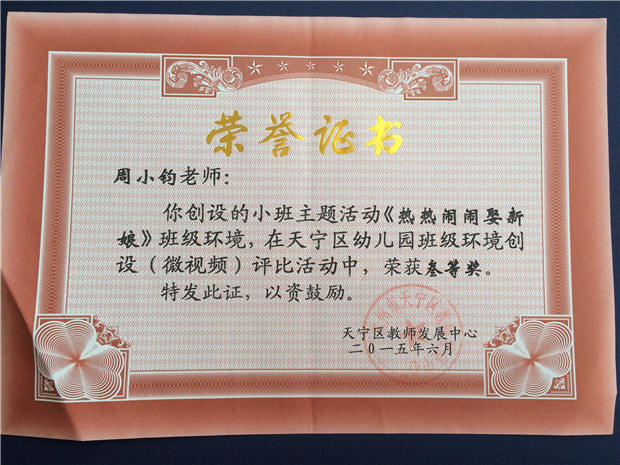 荣誉证书
周小钧老师：
你创设的小班主题活动《热热闹闹娶新
娘》班级环境，在天宁区幼儿园班级环境创
设（微视频）评比活动中，荣获叁等奖。
特发此证，以资鼓励。
天宁区教师发展中心
二〇一五年六月